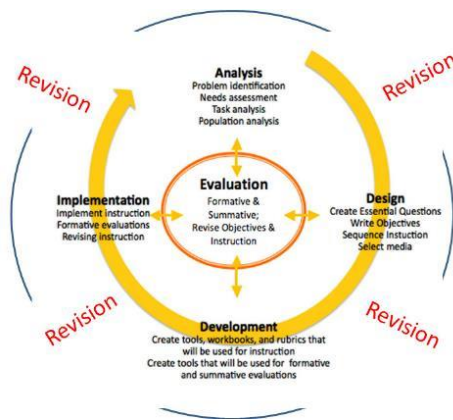 Revision
Revision
Analysis
Problem identification
Needs assessment
Task analysis
Population analysis
Evaluation
Formative &
Summative;
Revise Objectives &
Instruction
Implementation
Implement instruction
Formative evaluations
Revising instruction
Design
Create Essential Questions
Write Objectives
Sequence Instuction
Select media
Revision
Revision
Development
Create tools, workbooks, and rubrics that
will be used for instruction
Create tools that will be used for formative
and summative evaluations